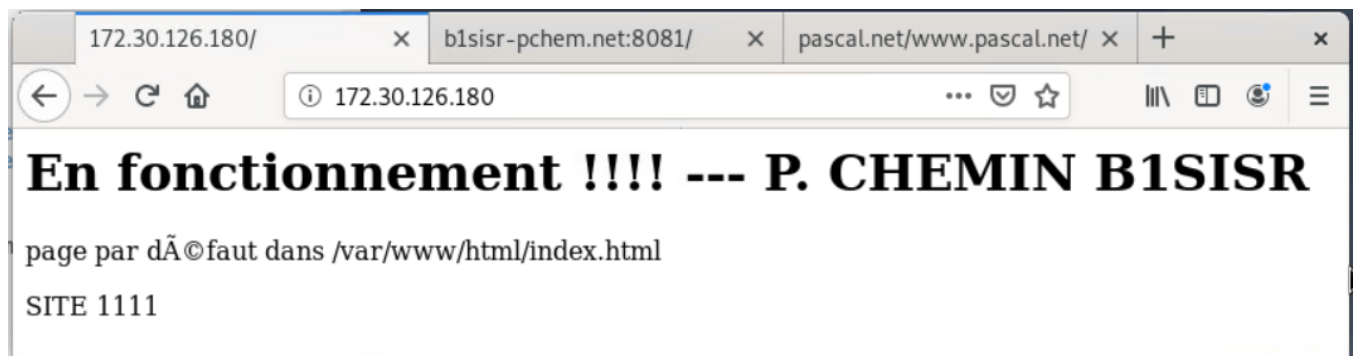 172.30.126.180/
b1sisr-pchem.net:8081/
pascal.net/www.pascal.net/
172.30.126.180
En fonctionnement !!!! --- P. CHEMIN B1SISR
page par dÃ©faut dans /var/www/html/index.html
SITE 1111